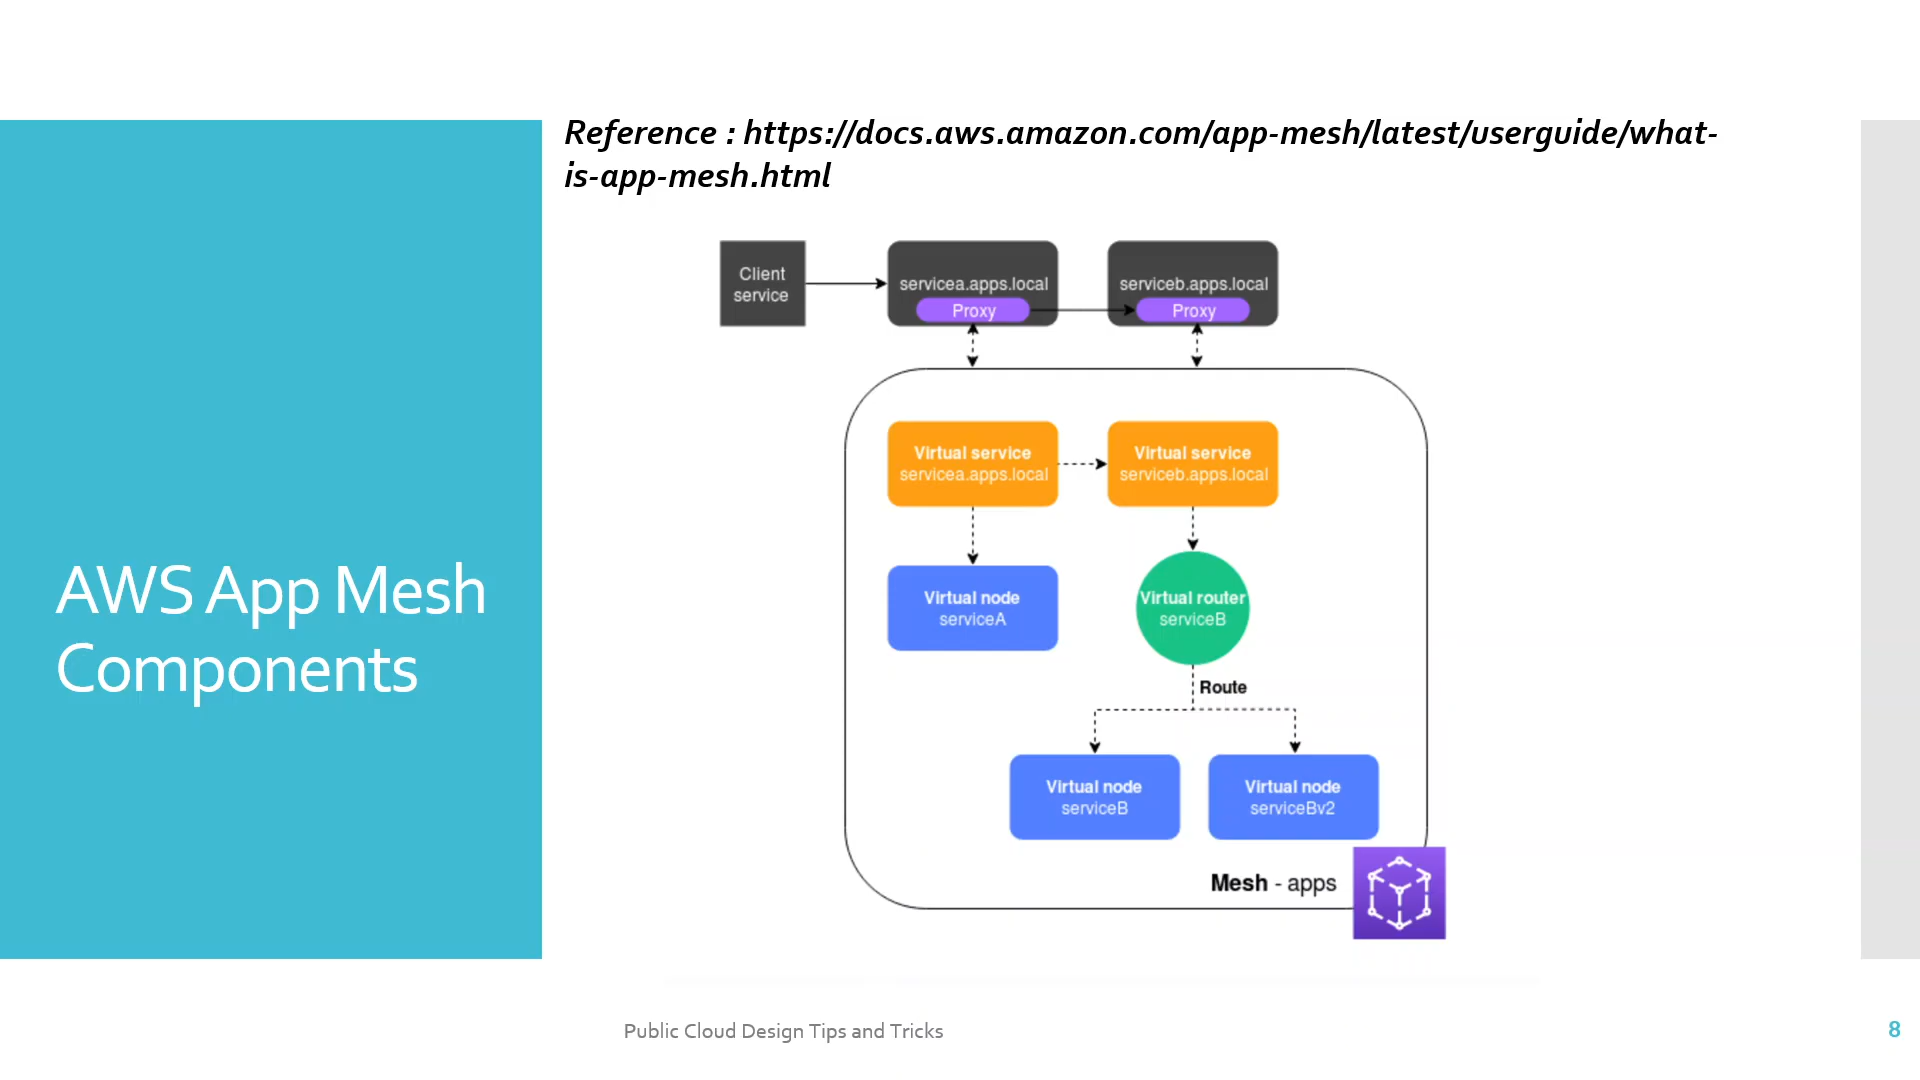 Reference : https://docs.aws.amazon.com/app-mesh/latest/userguide/what-
is-app-mesh.html
AWS App Mesh
Components
Client
service
servicea.apps.local
Proxy
serviceb.apps.local
Proxy
Virtual service
servicea.apps.local
Virtual service
serviceb.apps.local
Virtual node
serviceA
Virtual router
serviceB
Route
Virtual node
serviceB
Virtual node
serviceBv2
Mesh - apps
Public Cloud Design Tips and Tricks
8